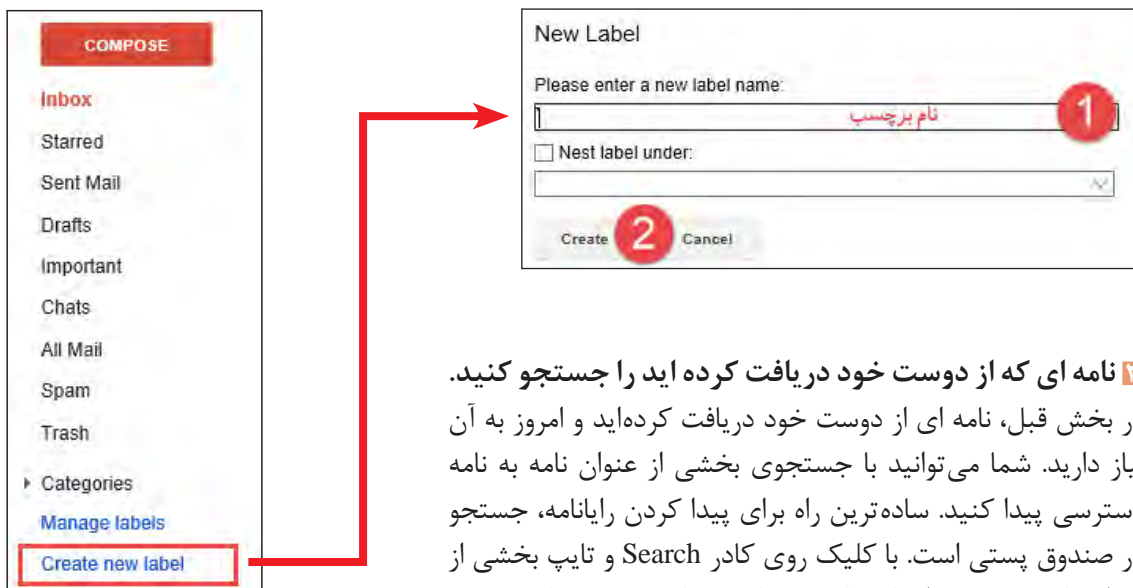 COMPOSE
Inbox
Starred
Sent Mail
Drafts
Important
Chats
All Mail
Spam
Trash
Categories
Manage labels
Create new label
New Label
Please enter a new label name:
نام برچسب
1
Nest label under:
Create 2 Cancel
نامه ای که از دوست خود دریافت کرده اید را جستجو کنید.
ر بخش قبل، نامه ای از دوست خود دریافت کرده‌اید و امروز به آن
یاز دارید. شما می‌توانید با جستجوی بخشی از عنوان نامه به نامه
سترسی پیدا کنید. ساده‌ترین راه برای پیدا کردن رایانامه، جستجو
ر صندوق پستی است. با کلیک روی کادر Search و تایپ بخشی از